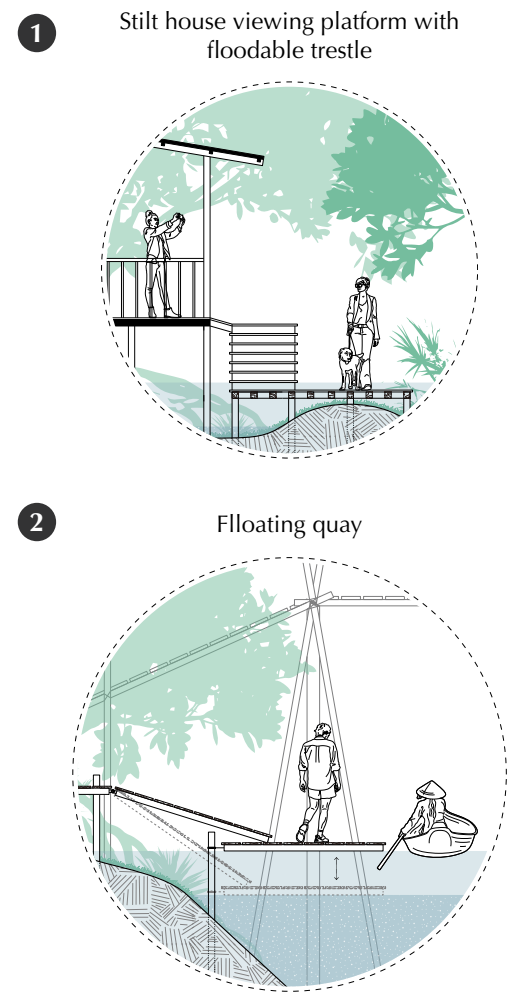 1
Stilt house viewing platform with
floodable trestle
2
Flloating quay